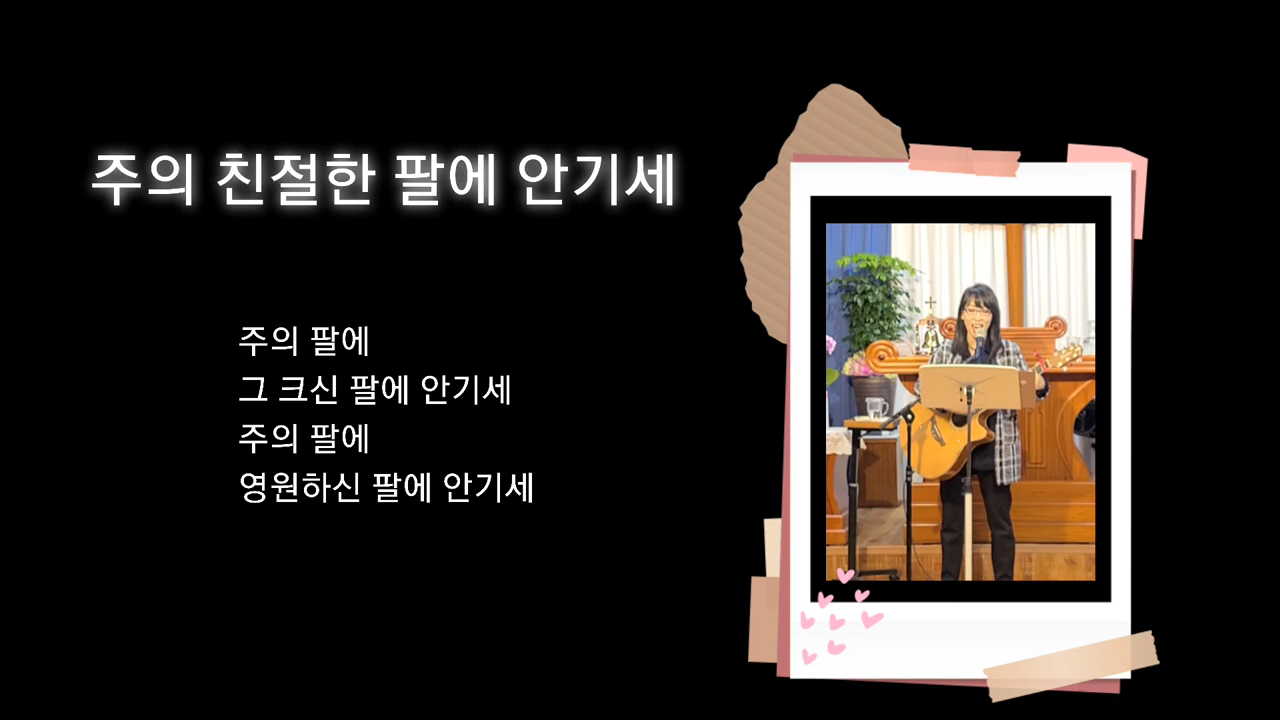 주의 친절한 팔에 안기세
주의 팔에
그 크신 팔에 안기세
주의 팔에
영원하신 팔에 안기세